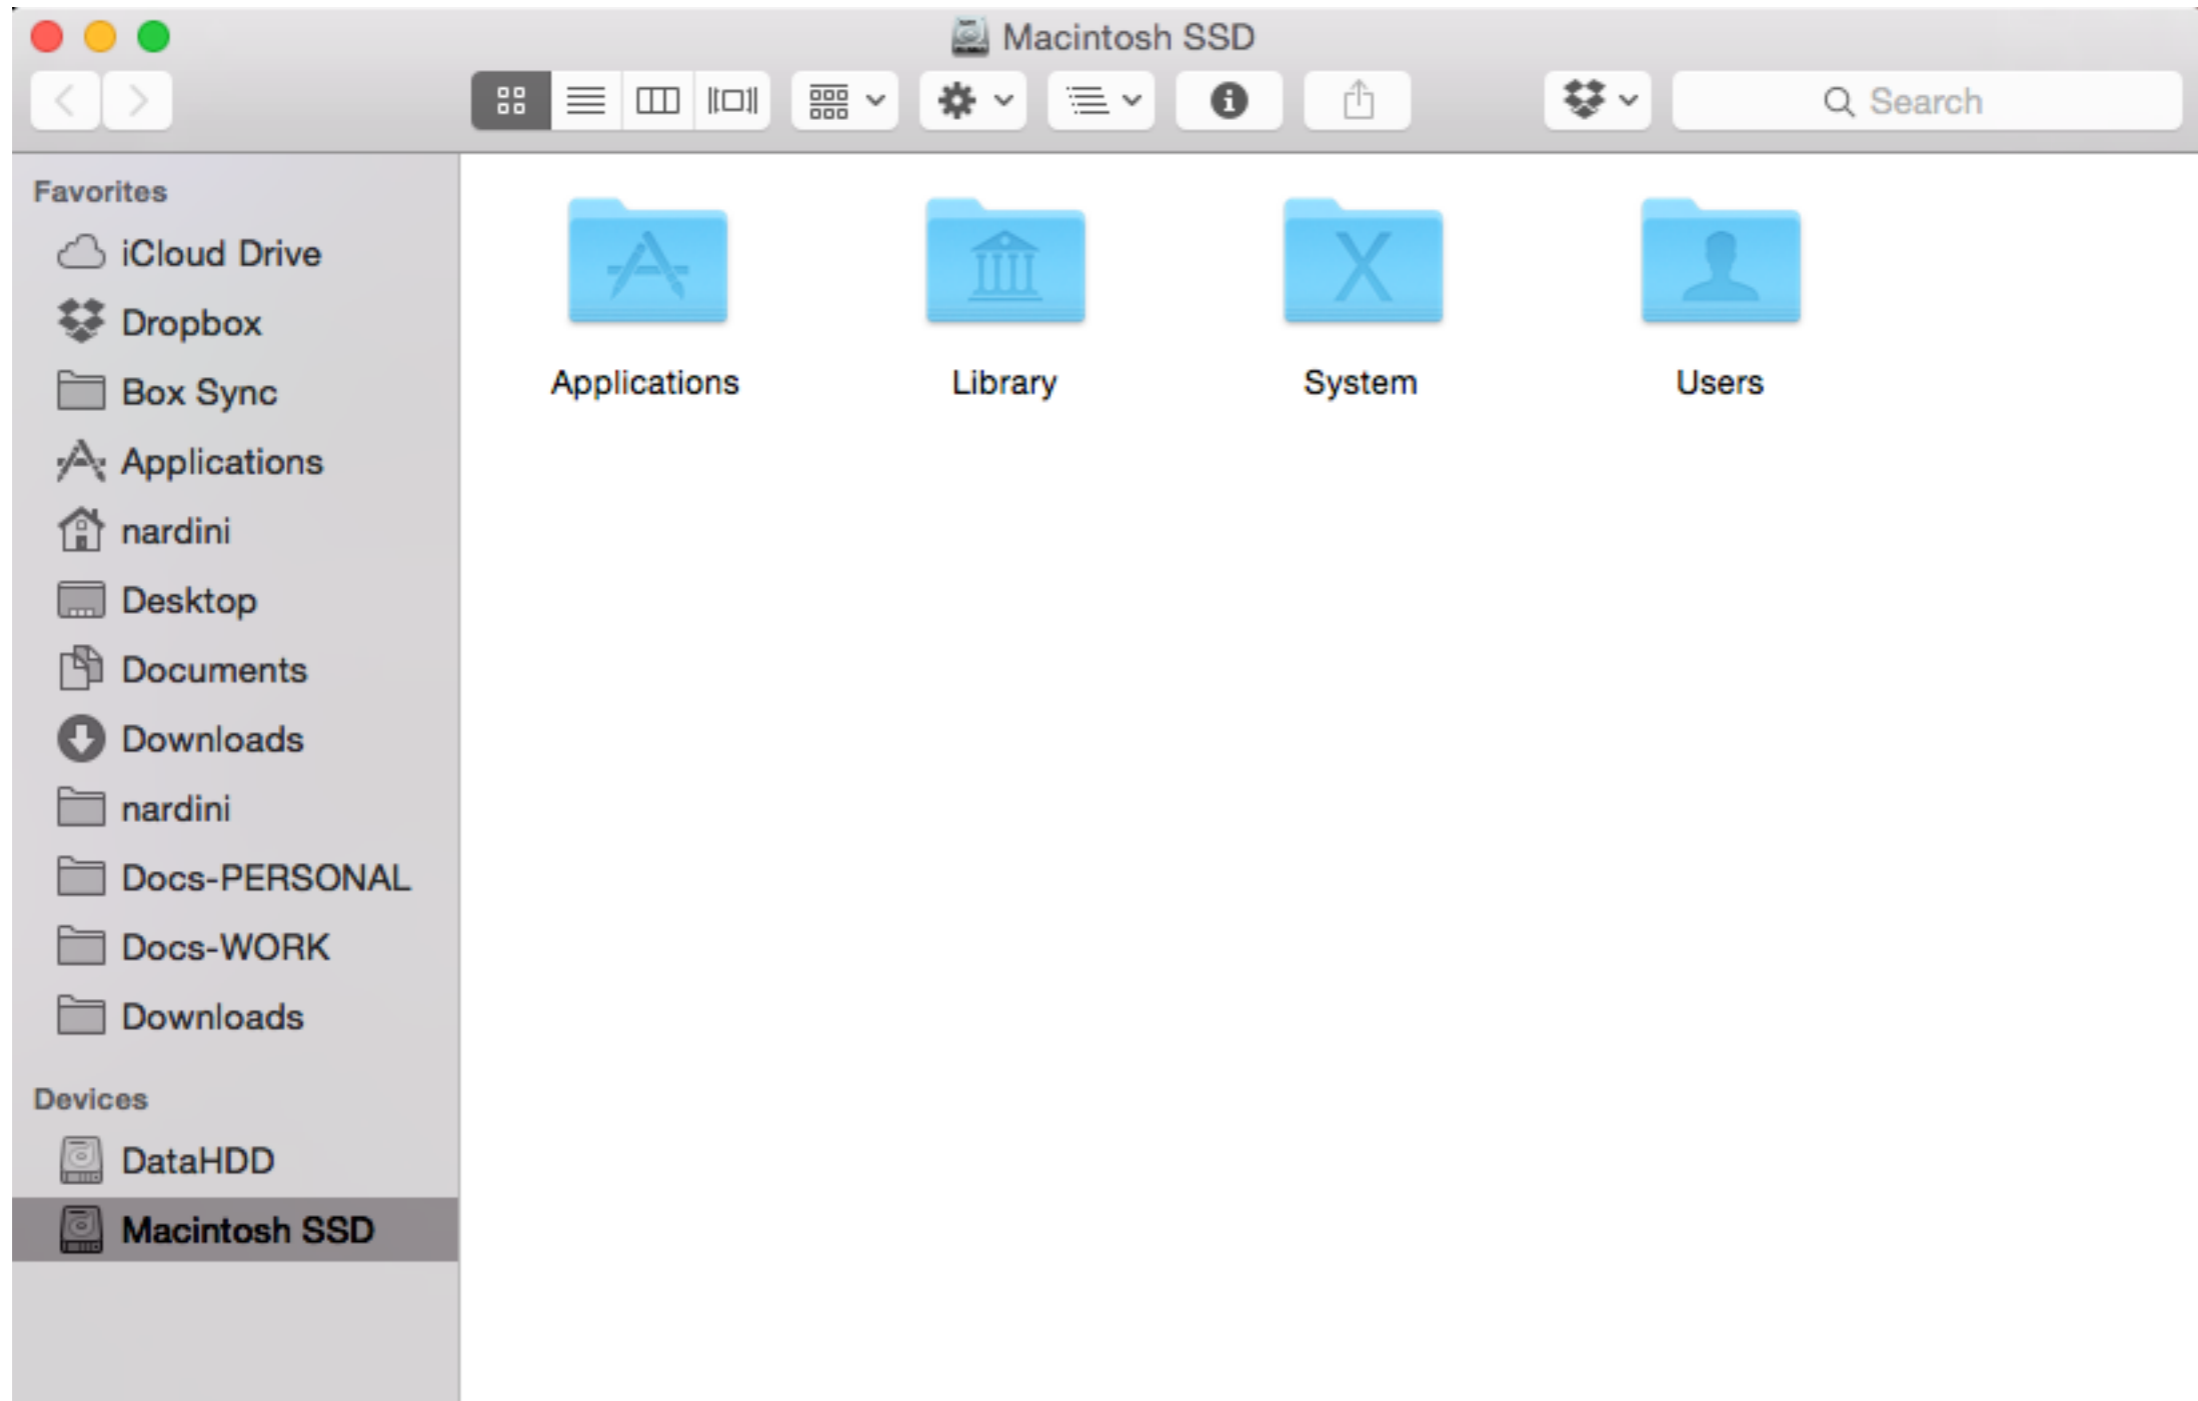 Macintosh SSD
Search
Favorites
iCloud Drive
Dropbox
Box Sync
Applications
nardini
Desktop
Documents
Downloads
nardini
Docs-PERSONAL
Docs-WORK
Downloads
Devices
DataHDD
Macintosh SSD
Applications
Library
System
Users